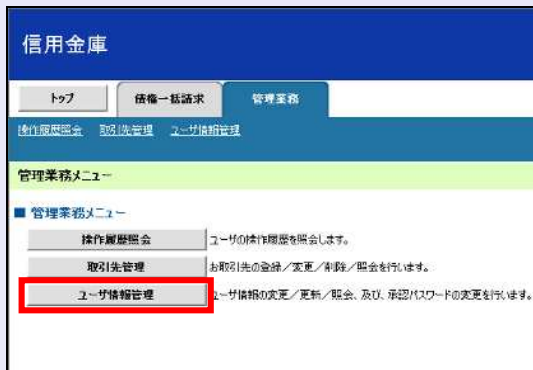 信用金庫
トップ 債権一括請求 管理業務
操作履歴照会 取引先管理 ユーザ情報管理
管理業務メニュー
■ 管理業務メニュー
操作履歴照会 ユーザの操作履歴を照会します。
取引先管理 お取引先の登録／変更／削除／照会を行います。
ユーザ情報管理 ユーザ情報の変更／更新／照会、及び、承認パスワードの変更を行います。